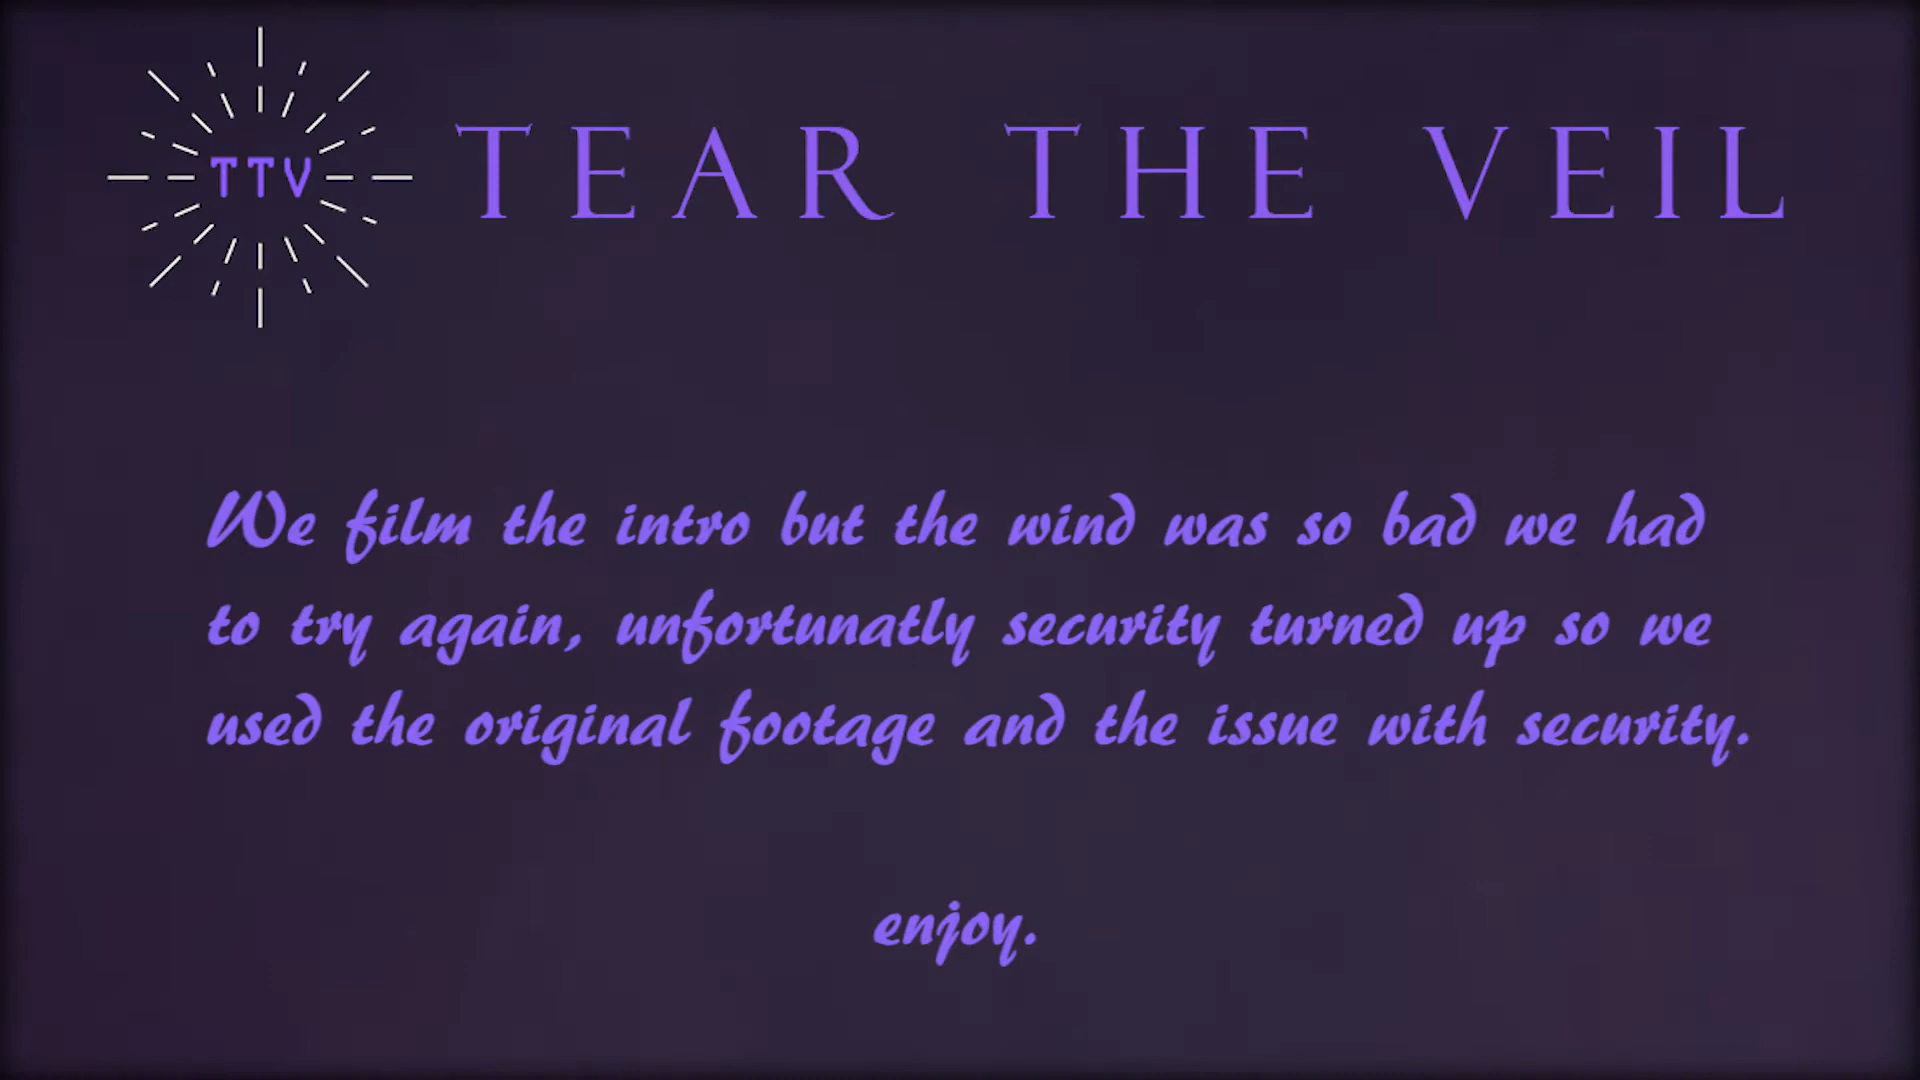 TTV
TEAR THE VEIL
We film the intro but the wind was so bad we had
to try again, unfortunatly security turned up so we
used the original footage and the issue with security.
enjoy.